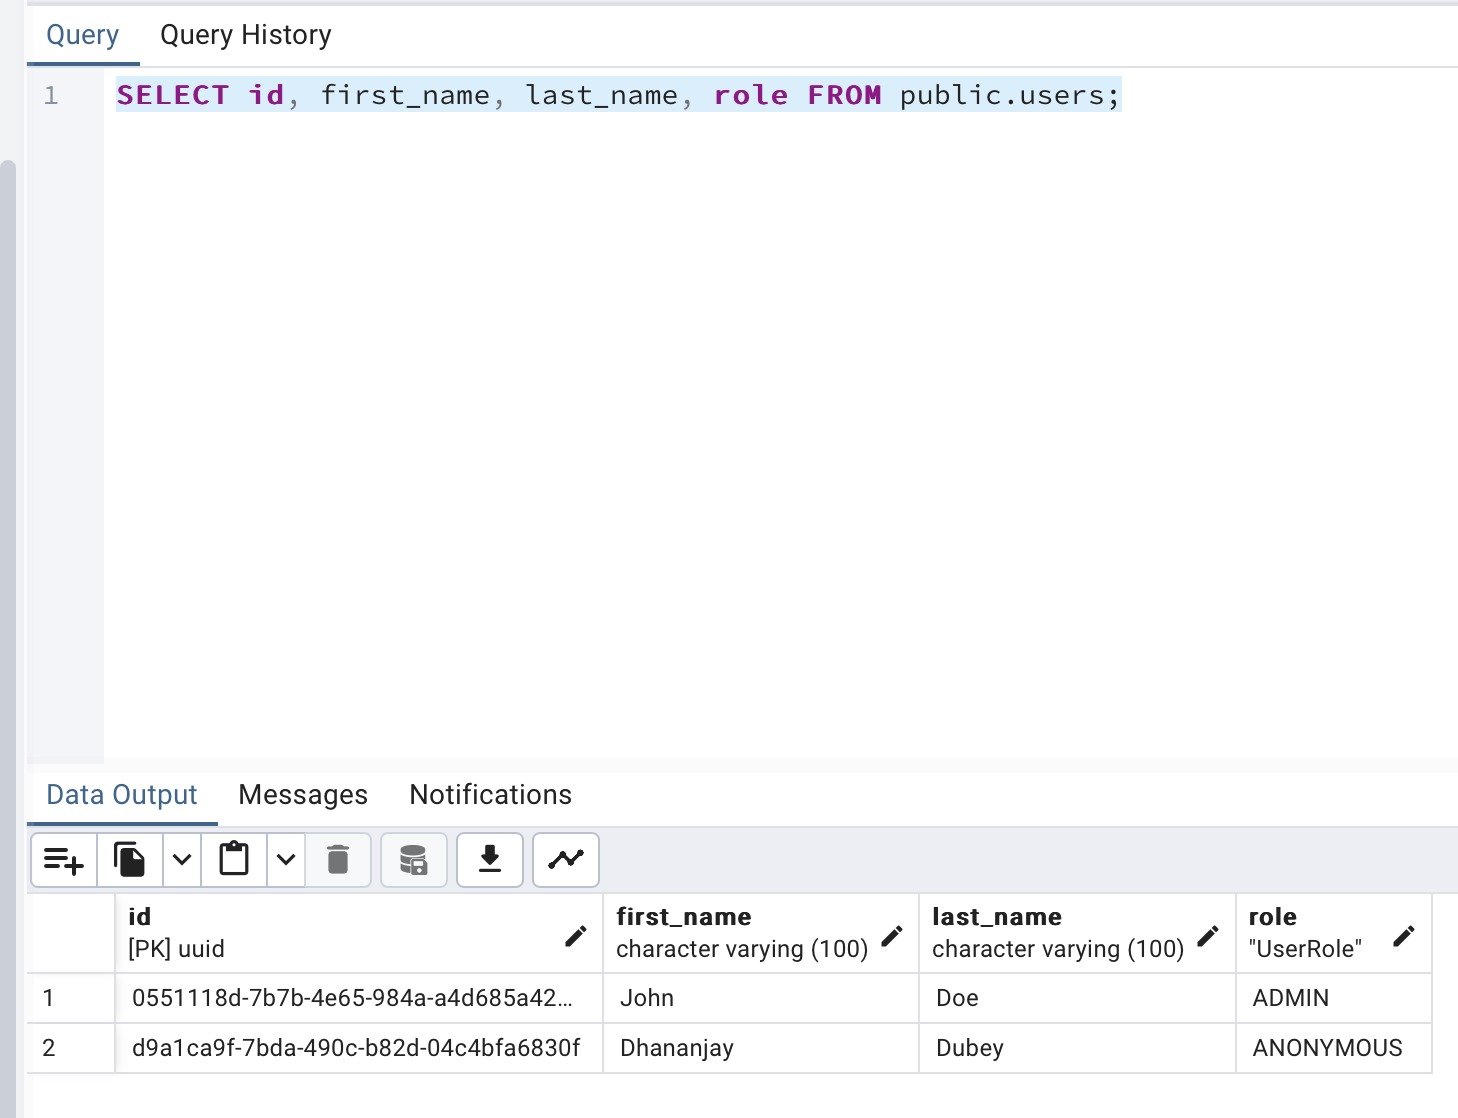 Query Query History
1 SELECT id, first_name, last_name, role FROM public.users;
Data Output Messages Notifications
id first_name last_name role
[PK] uuid character varying (100) character varying (100) "UserRole"
1 0551118d-7b7b-4e65-984a-a4d685a42... John Doe ADMIN
2 d9a1ca9f-7bda-490c-b82d-04c4bfa6830f Dhananjay Dubey ANONYMOUS